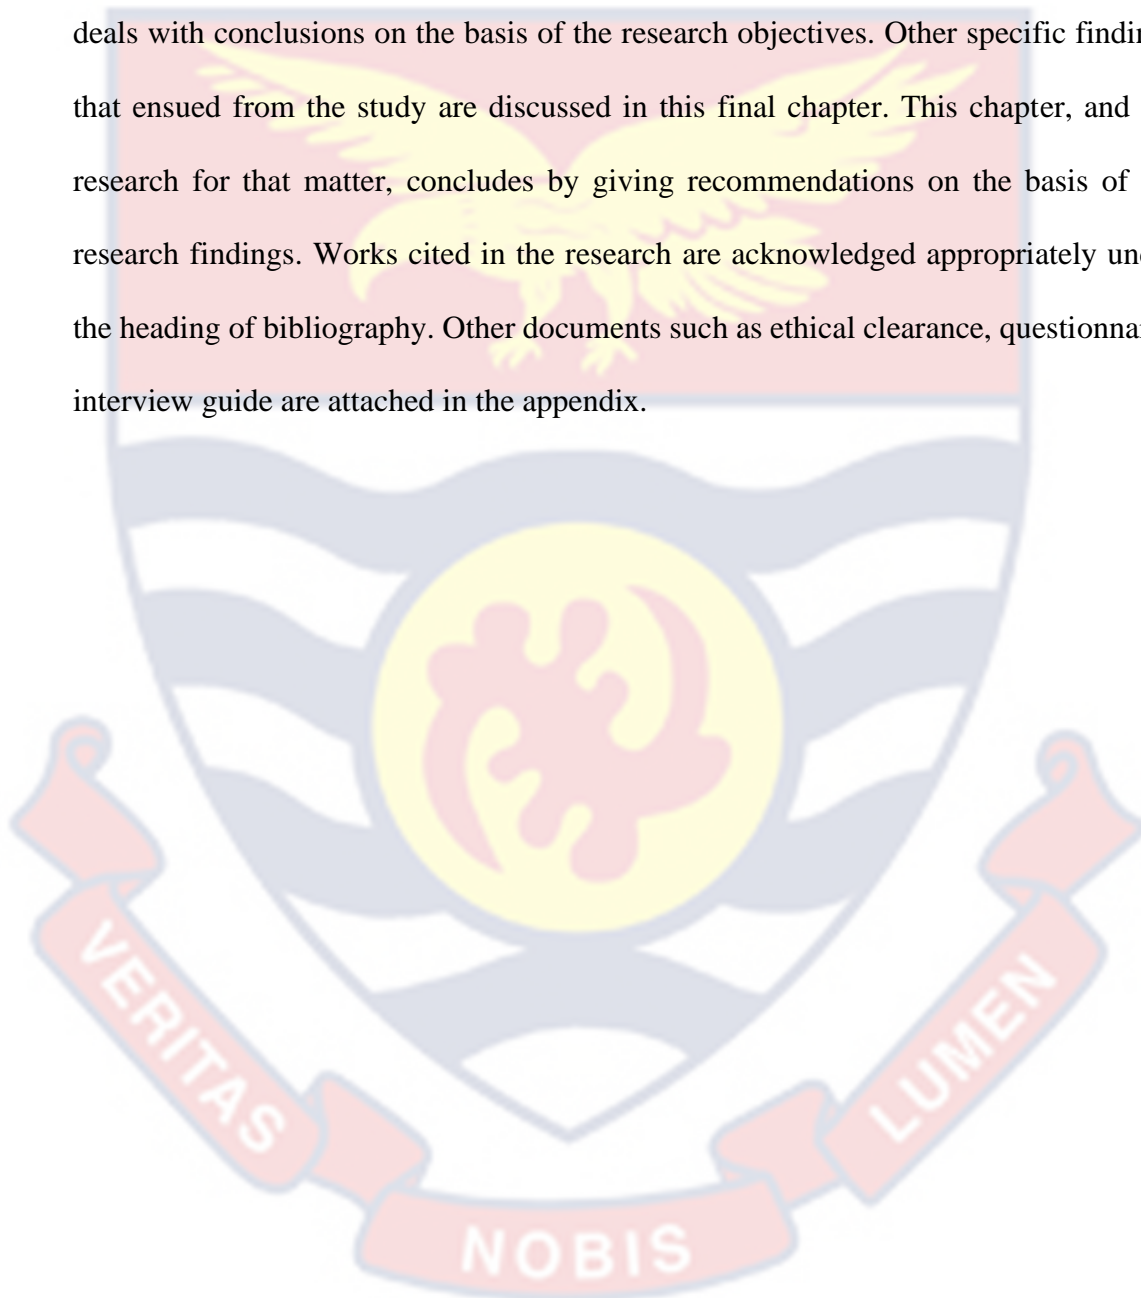 deals with conclusions on the basis of the research objectives. Other specific findin
that ensued from the study are discussed in this final chapter. This chapter, and
research for that matter, concludes by giving recommendations on the basis of
research findings. Works cited in the research are acknowledged appropriately un
the heading of bibliography. Other documents such as ethical clearance, questionna
interview guide are attached in the appendix.
VERITAS
NOBIS
LUMEN